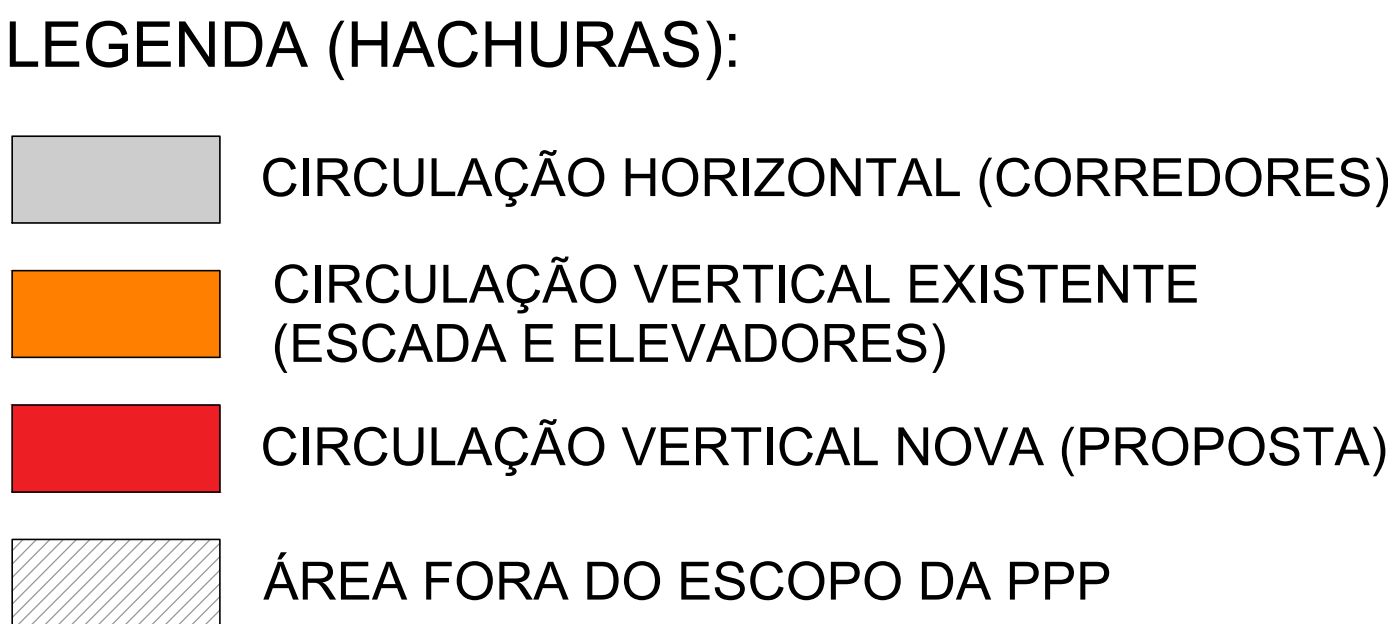 LEGENDA (HACHURAS):
CIRCULAÇÃO HORIZONTAL (CORREDORES)
CIRCULAÇÃO VERTICAL EXISTENTE
(ESCADA E ELEVADORES)
CIRCULAÇÃO VERTICAL NOVA (PROPOSTA)
ÁREA FORA DO ESCOPO DA PPP